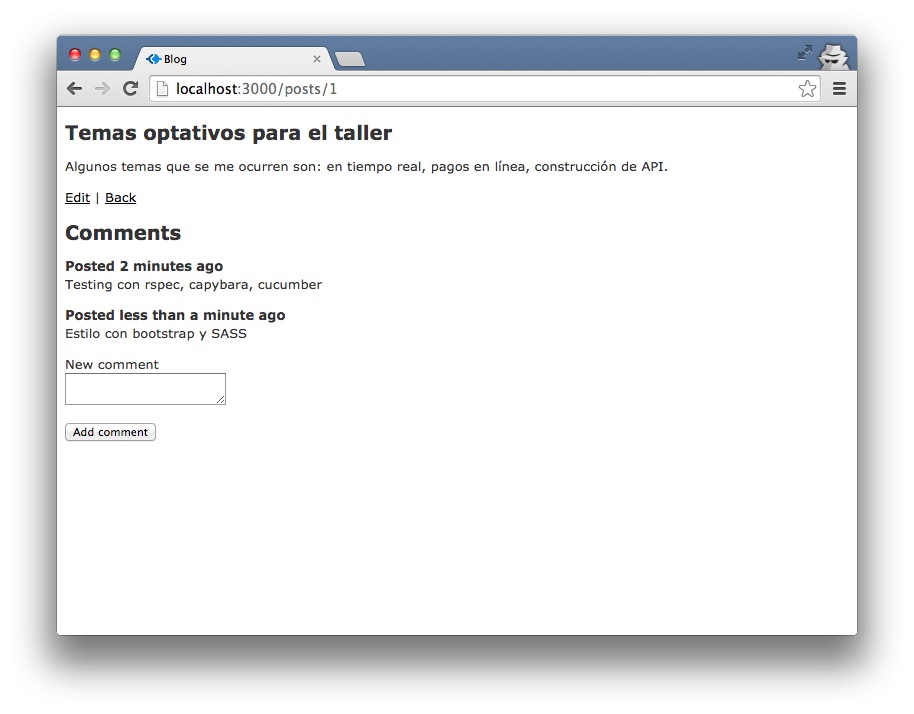 Blog
localhost:3000/posts/1
Temas optativos para el taller
Algunos temas que se me ocurren son: en tiempo real, pagos en línea, construcción de API.
Edit | Back
Comments
Posted 2 minutes ago
Testing con rspec, capybara, cucumber
Posted less than a minute ago
Estilo con bootstrap y SASS
New comment
Add comment